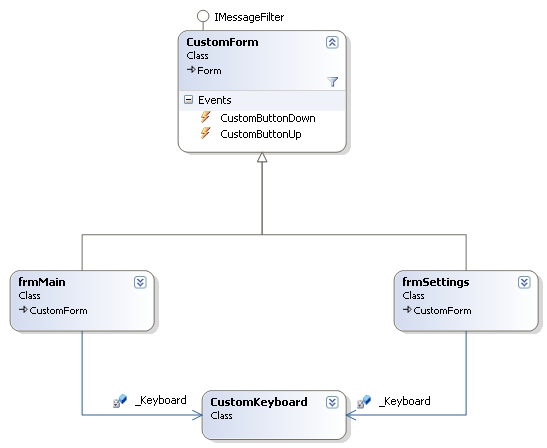 IMessageFilter
CustomForm
Class
Form
Events
CustomButtonDown
CustomButtonUp
frmMain
Class
CustomForm
frmSettings
Class
CustomForm
_Keyboard
_Keyboard
CustomKeyboard
Class